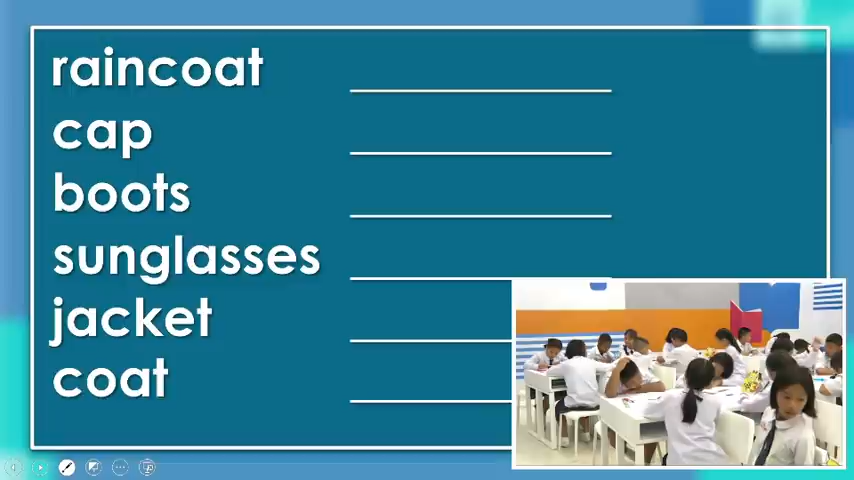 raincoat
cap
boots
sunglasses
jacket
coat